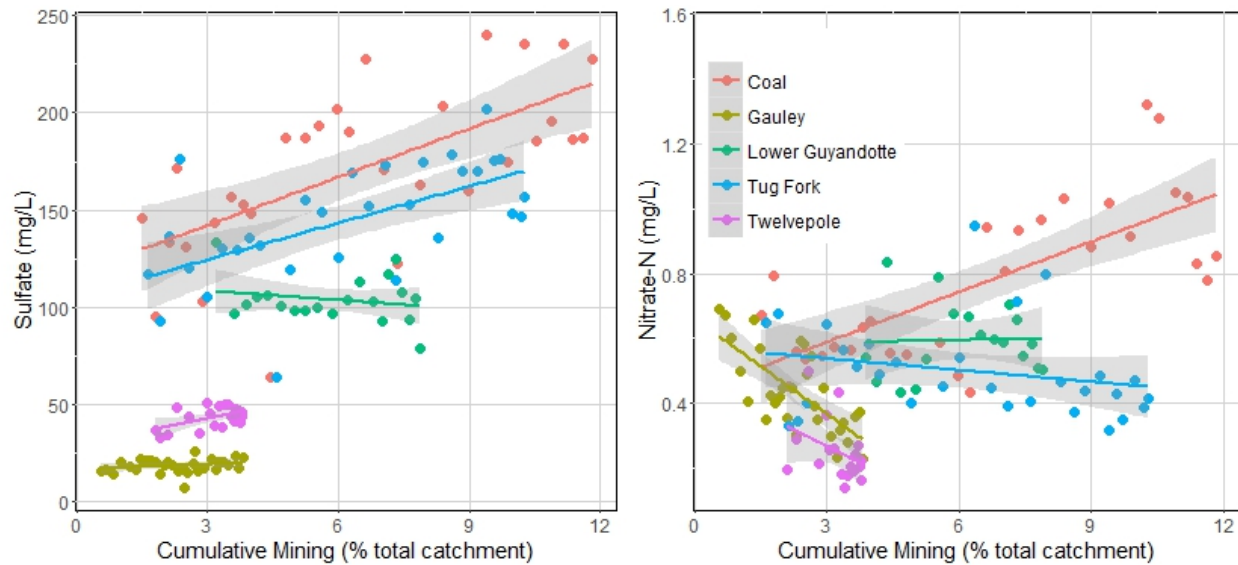 250
200
150
100
50
0
Sulfate (mg/L)
0
3
6
9
12
Cumulative Mining (% total catchment)
1.6
1.2
0.8
0.4
Nitrate-N (mg/L)
Coal
Gauley
Lower Guyandotte
Tug Fork
Twelvepole
0
3
6
9
12
Cumulative Mining (% total catchment)